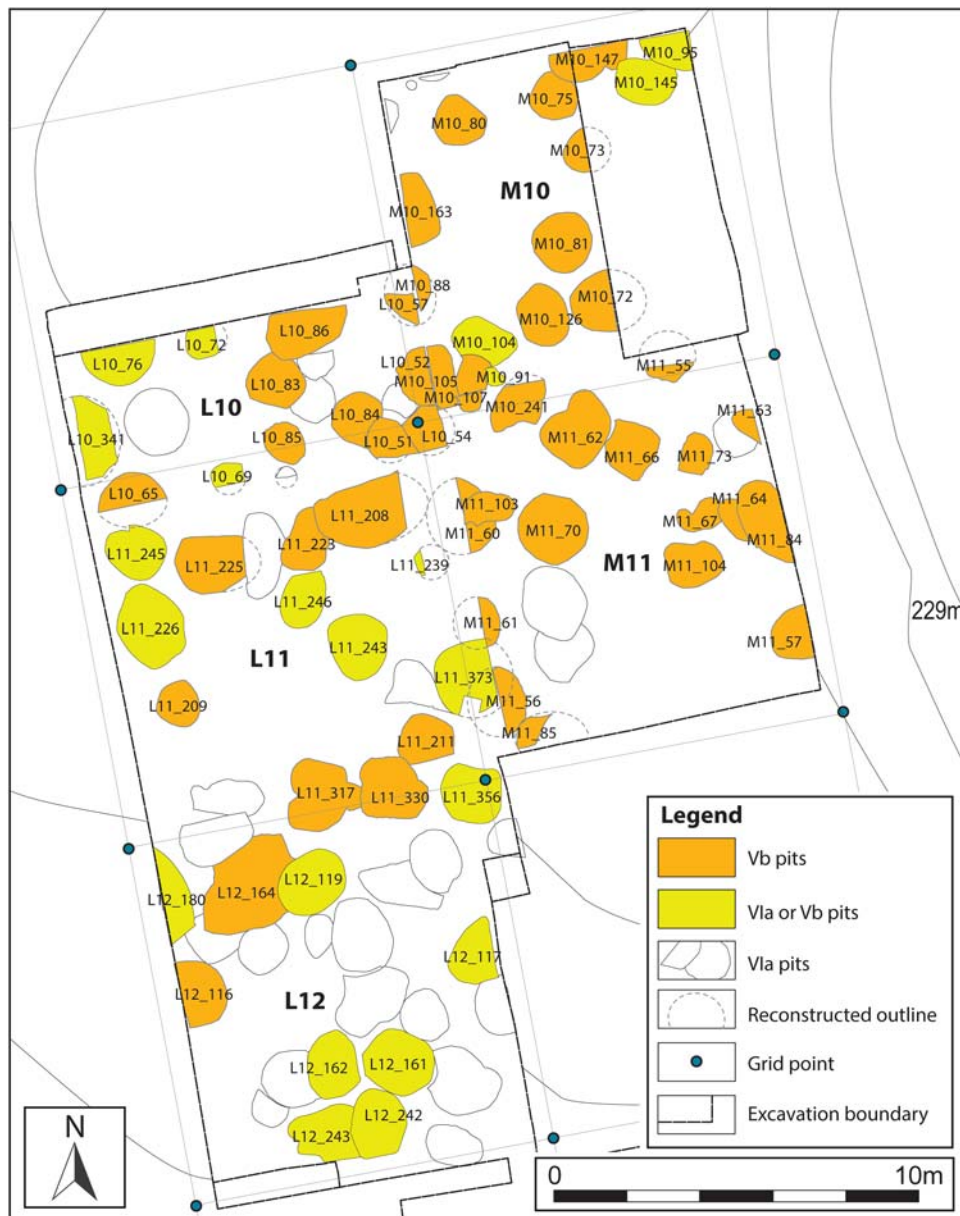 M10_95
M10_147
M10_145
M10_75
M10_80
M10_73
M10
M10_163
M10_81
M10_88
L10_57
M10_72
M10_126
L10_86
L10_72
M10_104
L10_76
L10_52
M11_55
M10_91
M10_105
L10_83
M10_107
M10_241
L10
L10_84
M11_63
L10_341
L10_85
L10_51
L10_54
M11_62
M11_66
M11_73
L10_69
L10_65
M11_64
L11_208
M11_103
M11_67
M11_60
M11_70
M11_84
L11_223
L11_245
L11_225
L11_239
M11
M11_104
L11_246
229m
M11_61
L11_226
L11_243
M11_57
L11
L11_373
M11_56
L11_209
M11_85
L11_211
L11_317
L11_330
L11_356
Legend
Vb pits
L12_119
L12_164
L12_180
VIa or Vb pits
L12_117
VIa pits
L12_116
L12
Reconstructed outline
L12_162
L12_161
Grid point
L12_242
L12_243
Excavation boundary
N
0 10m